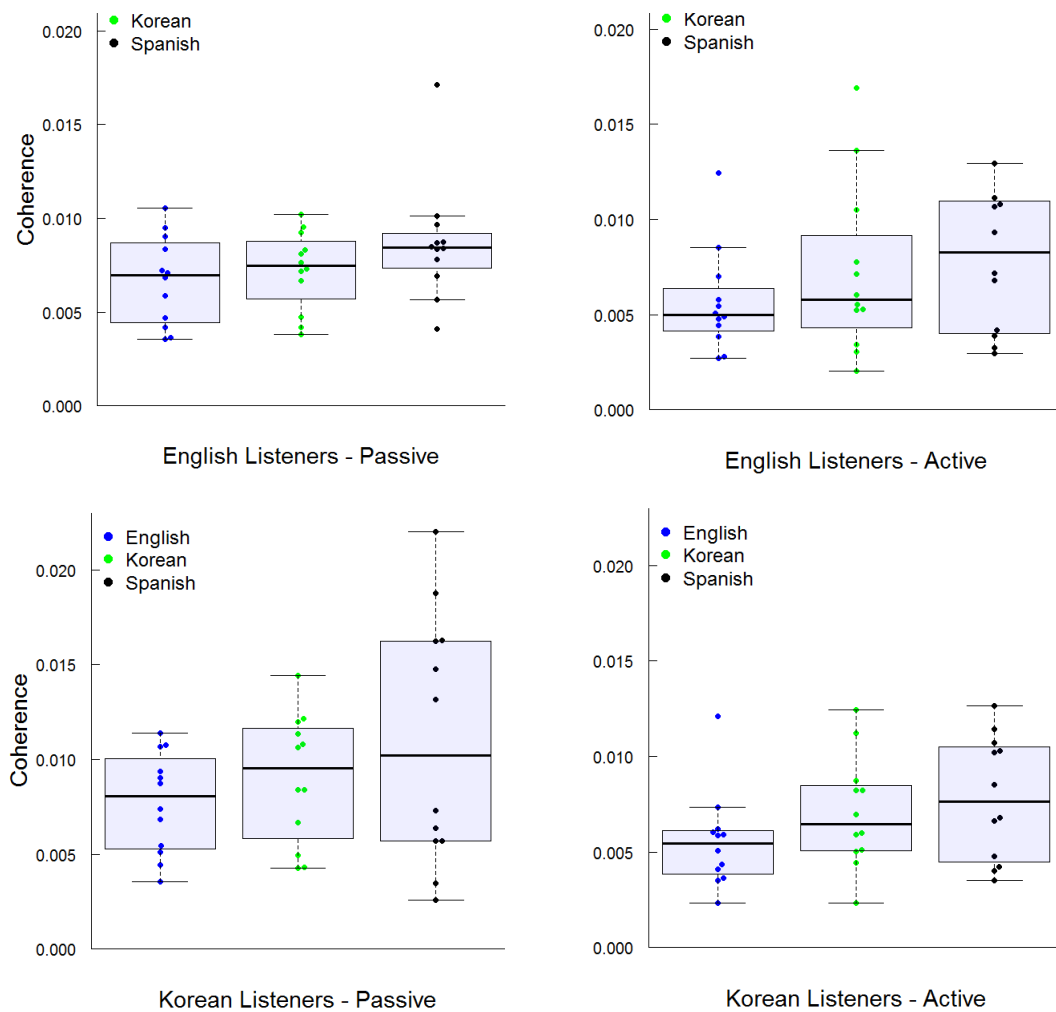 Korean
Spanish
0.020
0.015
0.010
0.005
0.000
Coherence
English Listeners - Passive
Korean
Spanish
0.020
0.015
0.010
0.005
0.000
English Listeners - Active
English
Korean
Spanish
0.020
0.015
0.010
0.005
0.000
Coherence
Korean Listeners - Passive
English
Korean
Spanish
0.020
0.015
0.010
0.005
0.000
Korean Listeners - Active